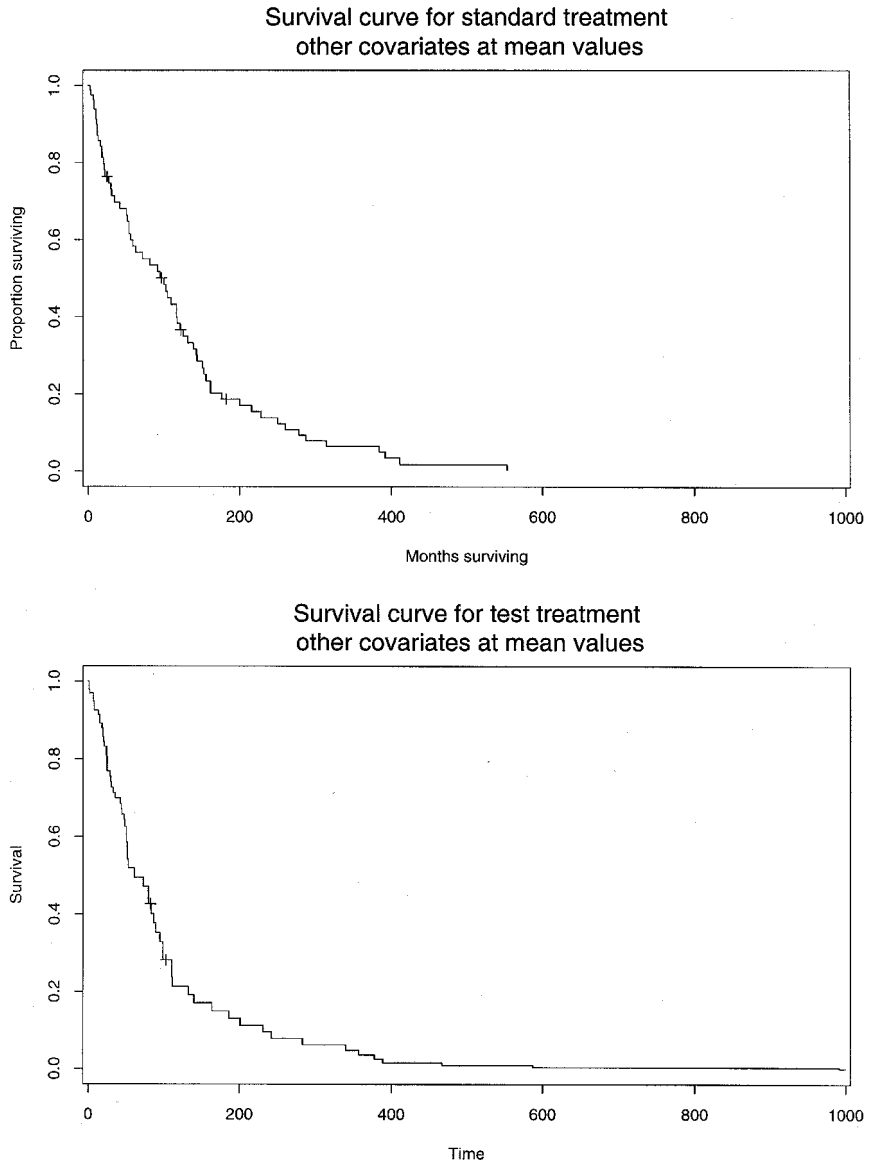 Survival curve for standard treatment
other covariates at mean values
Proportion surviving
1.0
0.8
0.6
0.4
0.2
0.0
0 200 400 600 800 1000
Months surviving
Survival curve for test treatment
other covariates at mean values
Survival
1.0
0.8
0.6
0.4
0.2
0.0
0 200 400 600 800 1000
Time